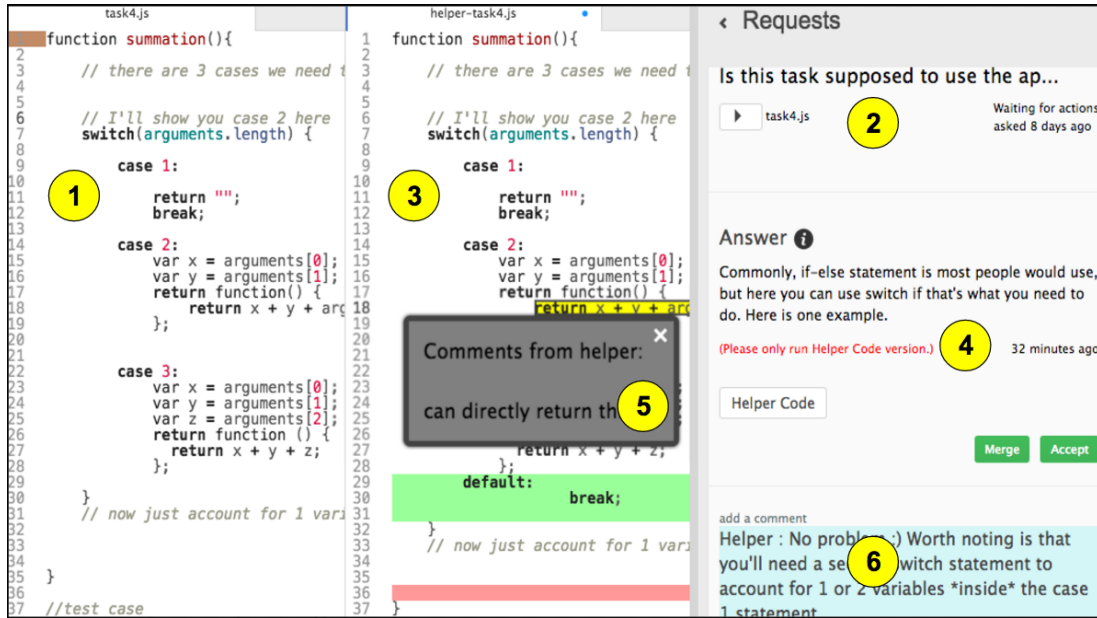 task4.js
function summation(){
2
3 // there are 3 cases we need t
4
5
6 // I'll show you case 2 here
7 switch(arguments.length) {
8
9 case 1:
10
11 return "";
12 break;
13
14 case 2:
15 var x = arguments[0];
16 var y = arguments[1];
17 return function() {
18 return x + y + arg
19 };
20
21
22 case 3:
23 var x = arguments[0];
24 var y = arguments[1];
25 var z = arguments[2];
26 return function () {
27 return x + y + z;
28 };
29
30 }
31 // now just account for 1 vari
32
33
34
35 }
36
37 //test case
1
helper-task4.js
1 function summation(){
2
3 // there are 3 cases we need t
4
5
6 // I'll show you case 2 here
7 switch(arguments.length) {
8
9 case 1:
10
11 return "";
12 break;
13
14 case 2:
15 var x = arguments[0];
16 var y = arguments[1];
17 return function() {
18 return x + y + arg
19
20
21
22
23
24
25
26
27 return x + y + z;
28 };
29 default:
30 break;
31
32 }
33 // now just account for 1 vari
34
35
36
37 }
3
Comments from helper: ×
can directly return th
5
‹ Requests
Is this task supposed to use the ap...
task4.js
2
Waiting for actions
asked 8 days ago
Answer i
Commonly, if-else statement is most people would use,
but here you can use switch if that's what you need to
do. Here is one example.
(Please only run Helper Code version.) 4 32 minutes ago
Helper Code
Merge Accept
add a comment
Helper : No ;) Worth noting is that
you'll need a statement to
account for 1 or 2 variables *inside* the case
1 statement
6